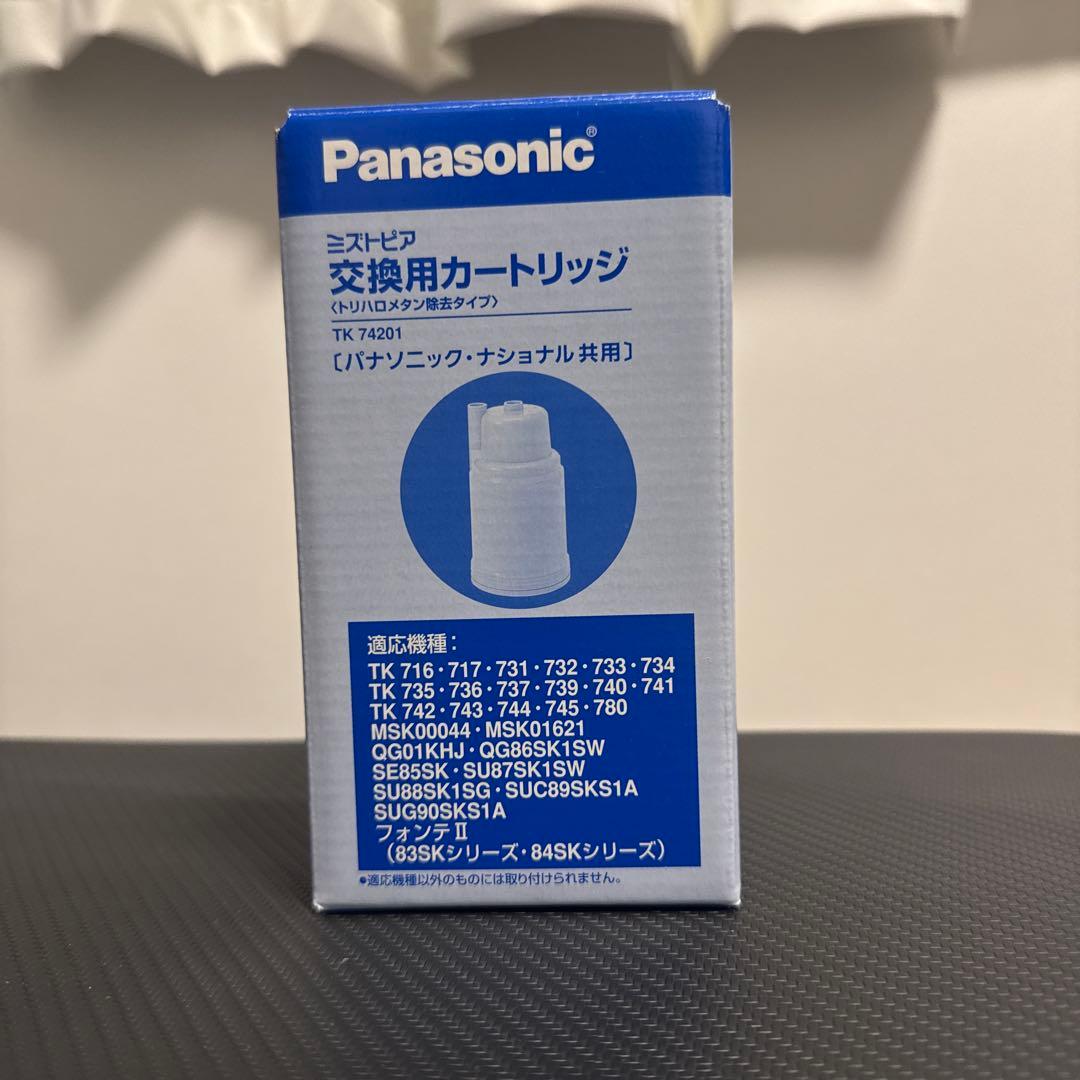 Panasonic®
ミズトピア
交換用カートリッジ
〈トリハロメタン除去タイプ〉
TK 74201
〔パナソニック・ナショナル 共用〕
適応機種：
TK 716・717・731・732・733・734
TK 735・736・737・739・740・741
TK 742・743・744・745・780
MSK00044・MSK01621
QG01KHJ・QG86SK1SW
SE85SK・SU87SK1SW
SU88SK1SG・SUC89SKS1A
SUG90SKS1A
フォンテⅡ
（83SKシリーズ・84SKシリーズ）
●適応機種以外のものには取り付けられません。